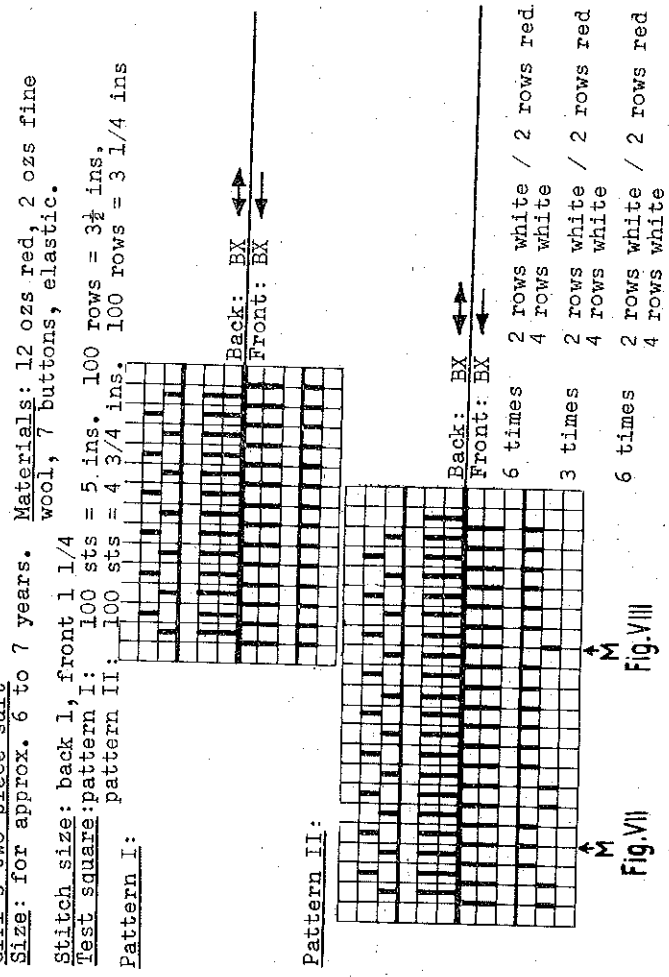 Girl's two-piece suit
Size: for approx. 6 to 7 years. Materials: 12 ozs red, 2 ozs fine
wool, 7 buttons, elastic.
Stitch size: back 1, front 1 1/4
Test square: pattern I: 100 sts = 5 ins. 100 rows = 3½ ins.
pattern II: 100 sts = 4 3/4 ins. 100 rows = 3 1/4 ins
Pattern I:
Back: BX
Front: BX
Pattern II:
Back: BX
Front: BX
6 times 2 rows white / 2 rows red.
4 rows white
3 times 2 rows white / 2 rows red
4 rows white
6 times 2 rows white / 2 rows red
4 rows white
M
Fig.VII
M
Fig.VIII